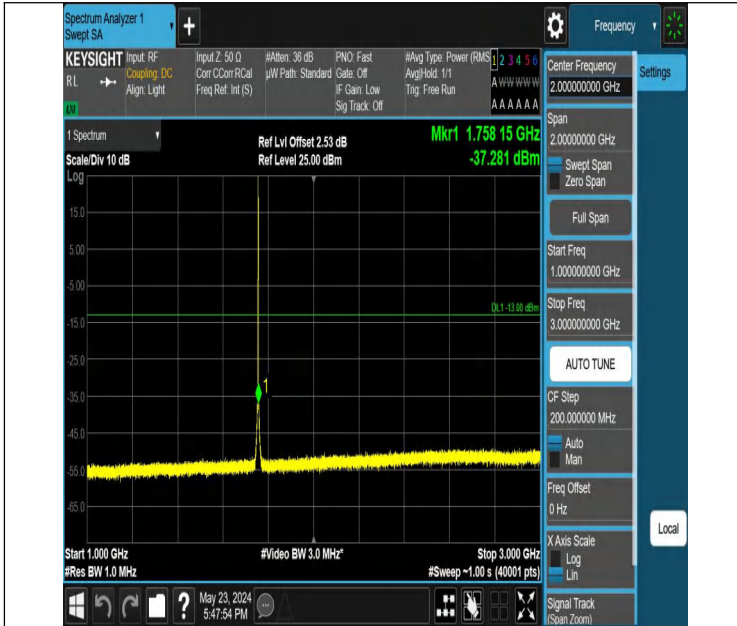 Spectrum Analyzer 1
Swept SA
+
Frequency
KEYSIGHT
RL
Input: RF
Coupling: DC
Align: Light
Input Z: 50 Ω
Corr CCorr RCal
Freq Ref: Int (S)
#Atten: 36 dB
µW Path: Standard
PNO: Fast
Gate: Off
IF Gain: Low
Sig Track: Off
#Avg Type: Power (RMS
Avg|Hold: 1/1
Trig: Free Run
1 2 3 4 5 6
A W W W W W
A A A A A A
1 Spectrum
Scale/Div 10 dB
Log
Ref Lvl Offset 2.53 dB
Ref Level 25.00 dBm
Mkr1 1.758 15 GHz
-37.281 dBm
15.0
5.00
-5.00
DL1 -13.00 dBm
-15.0
-25.0
1
-35.0
-45.0
-55.0
-65.0
Start 1.000 GHz
#Res BW 1.0 MHz
#Video BW 3.0 MHz*
Stop 3.000 GHz
#Sweep ~1.00 s (40001 pts)
?
May 23, 2024
5:47:54 PM
Center Frequency
2.000000000 GHz
Settings
Span
2.00000000 GHz
Swept Span
Zero Span
Full Span
Start Freq
1.000000000 GHz
Stop Freq
3.000000000 GHz
AUTO TUNE
CF Step
200.000000 MHz
Auto
Man
Freq Offset
0 Hz
X Axis Scale
Log
Lin
Local
Signal Track
(Span Zoom)